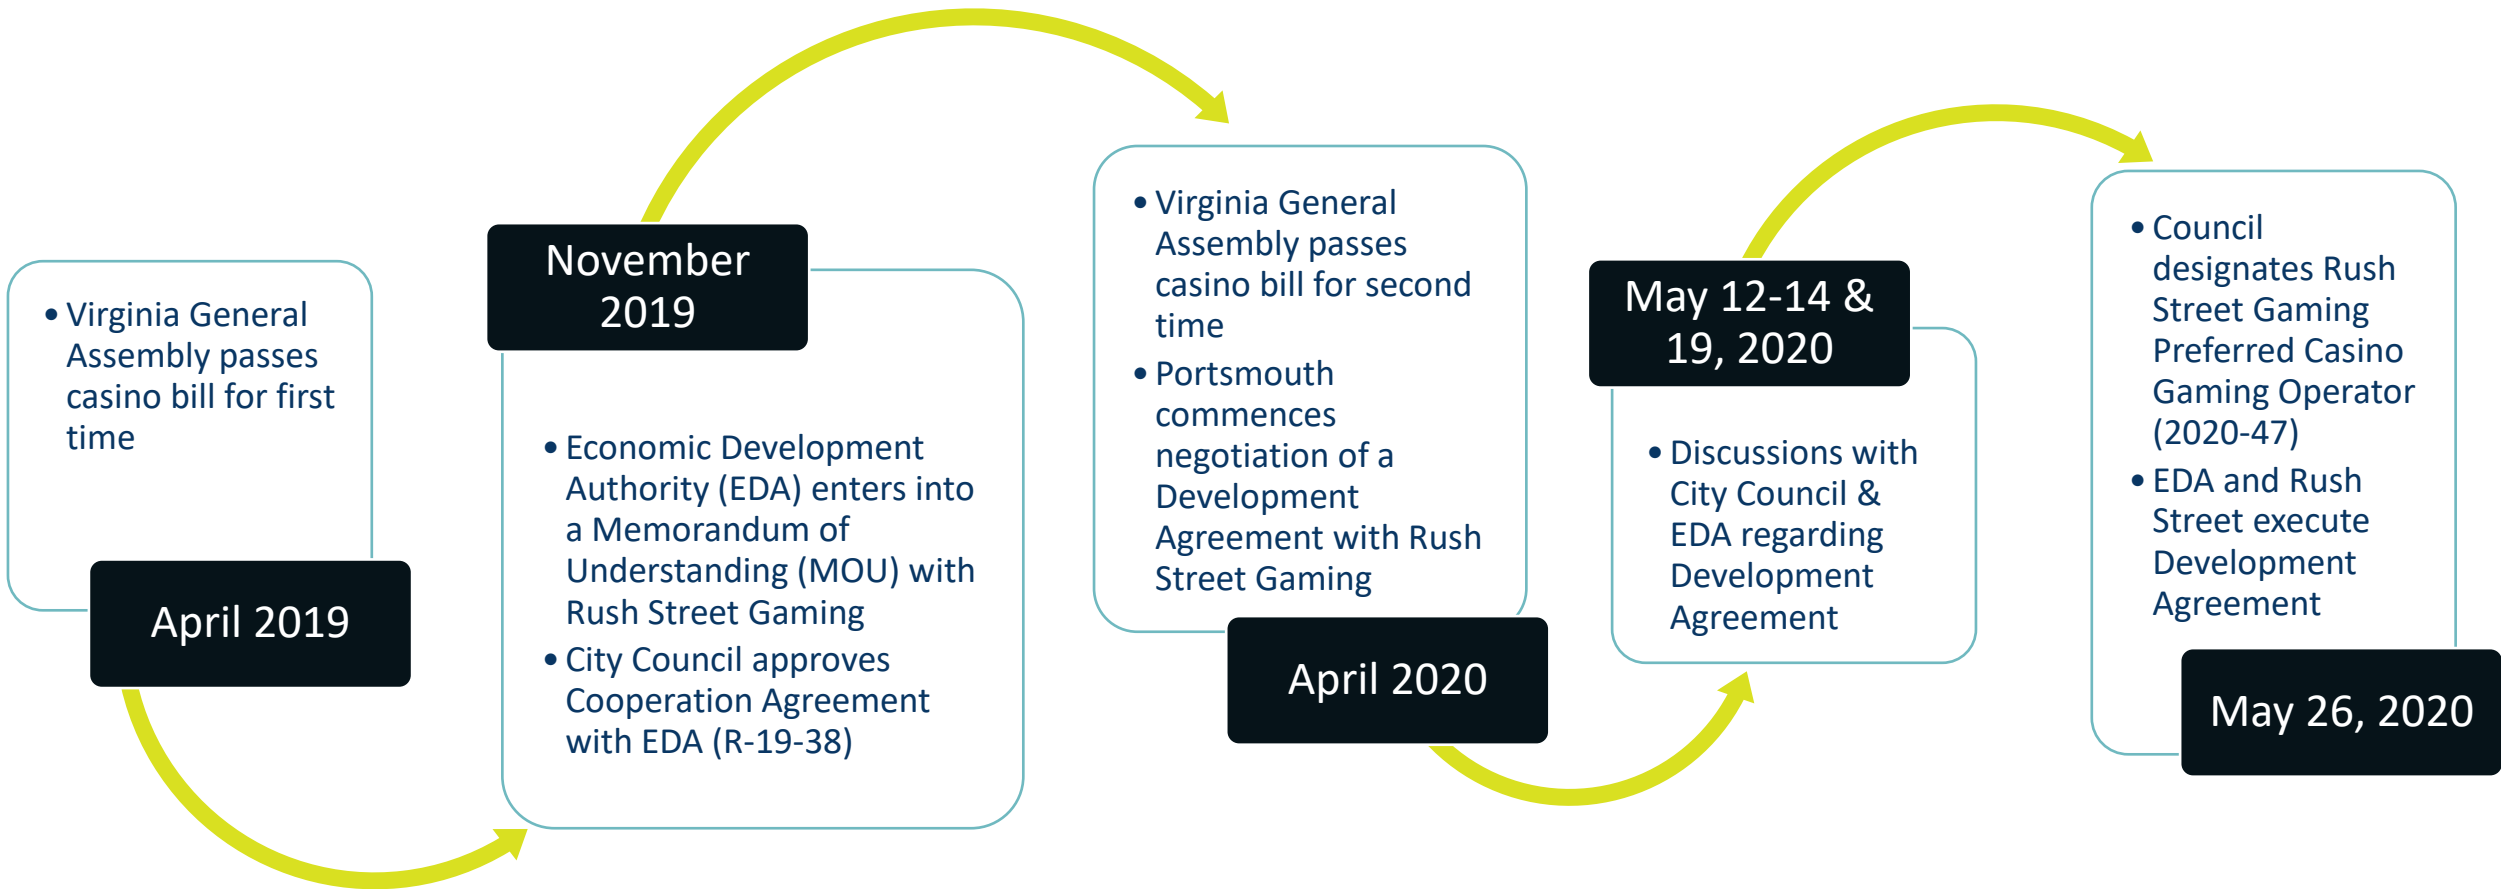 • Virginia General
Assembly passes
casino bill for first
time
April 2019
November
2019
• Economic Development
Authority (EDA) enters into
a Memorandum of
Understanding (MOU) with
Rush Street Gaming
• City Council approves
Cooperation Agreement
with EDA (R-19-38)
• Virginia General
Assembly passes
casino bill for second
time
• Portsmouth
commences
negotiation of a
Development
Agreement with Rush
Street Gaming
April 2020
May 12-14 &
19, 2020
• Discussions with
City Council &
EDA regarding
Development
Agreement
• Council
designates Rush
Street Gaming
Preferred Casino
Gaming Operator
(2020-47)
• EDA and Rush
Street execute
Development
Agreement
May 26, 2020